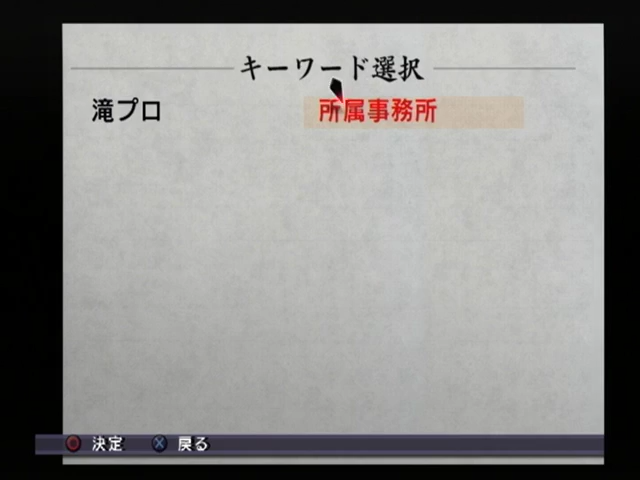 キーワード選択
滝プロ 所属事務所
決定 戻る